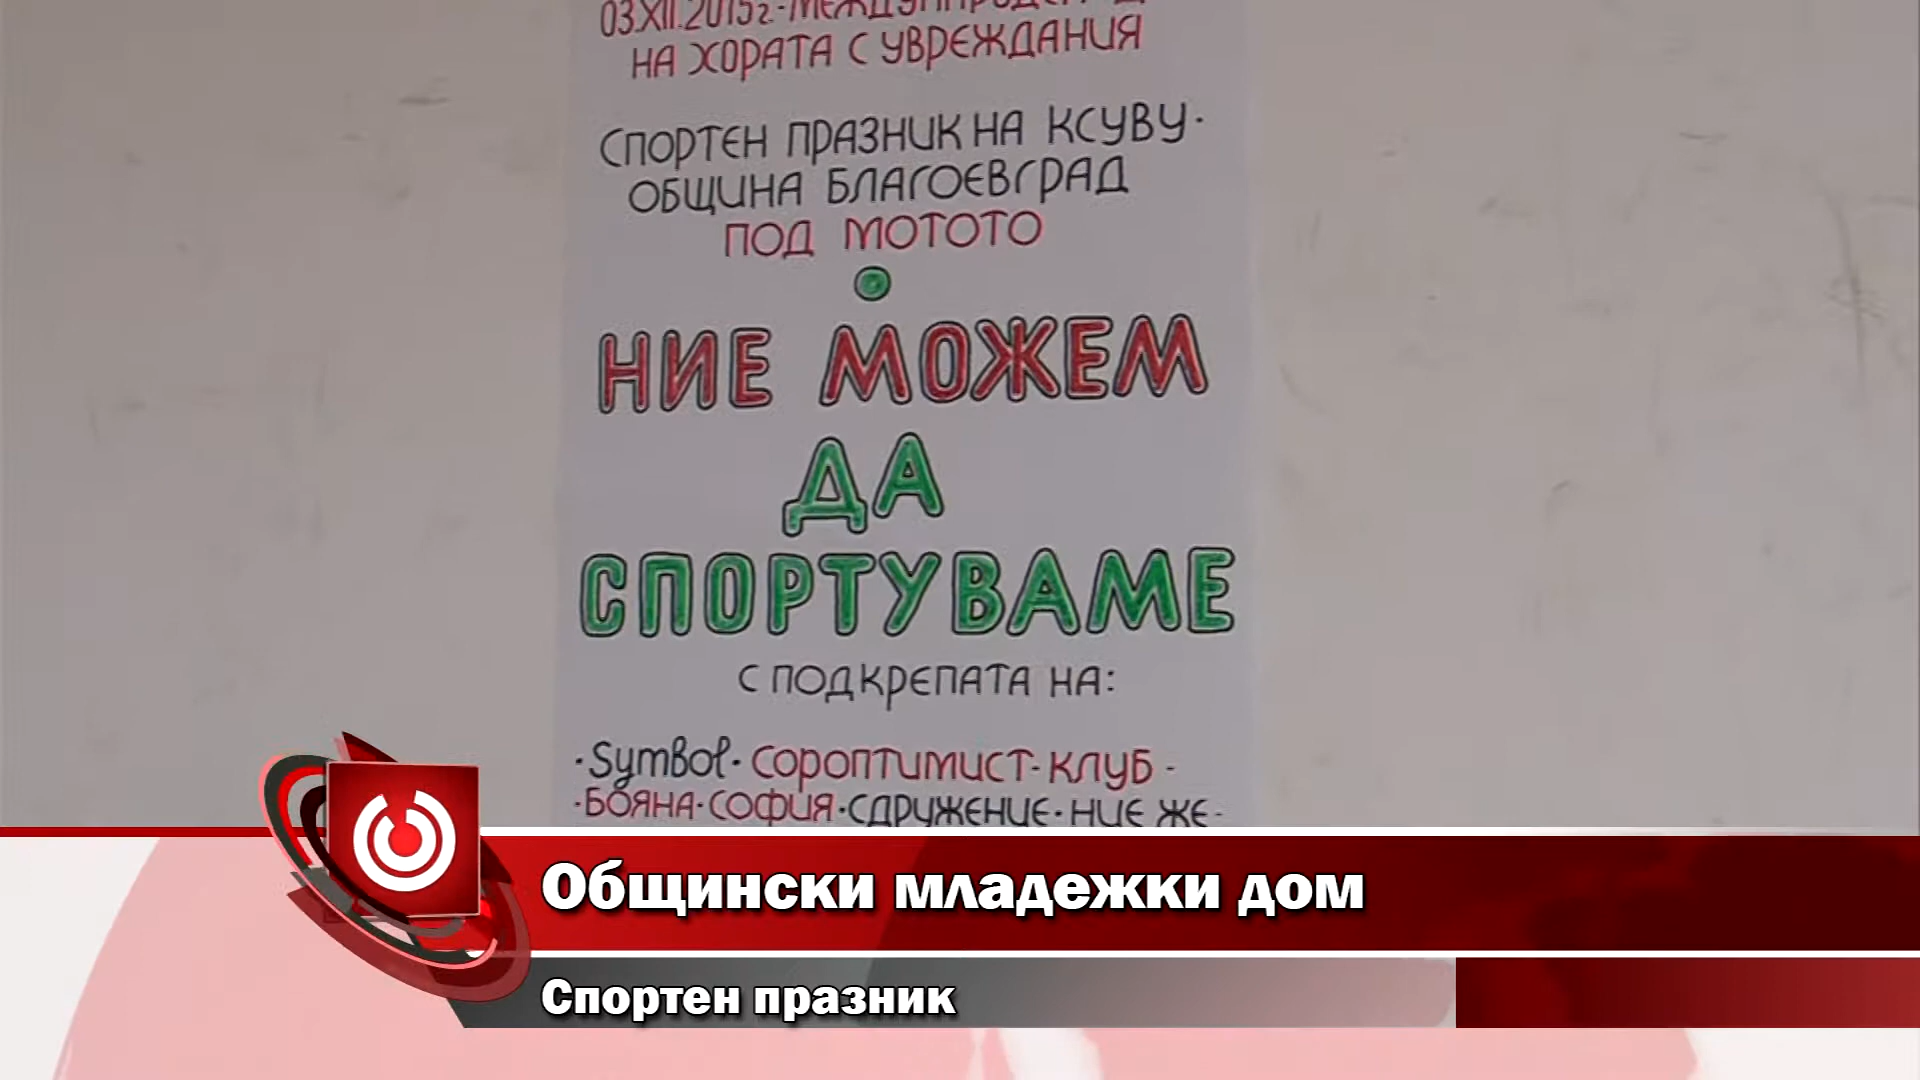 03.XII.2015г.-МЕЖДУНАРОДЕН
НА ХОРАТА С УВРЕЖДАНИЯ
СПОРТЕН ПРАЗНИК НА КСУВУ·
ОБЩИНА БЛАГОЕВГРАД
ПОД МОТОТО
НИЕ МОЖЕМ
ДА
СПОРТУВАМЕ
С ПОДКРЕПАТА НА:
·Symbol·СОРОПТИМИСТ-КЛУБ-
·БОЯНА·СОФИЯ·СДРУЖЕНИЕ·НИЕ ЖЕ-
Общински младежки дом
Спортен празник